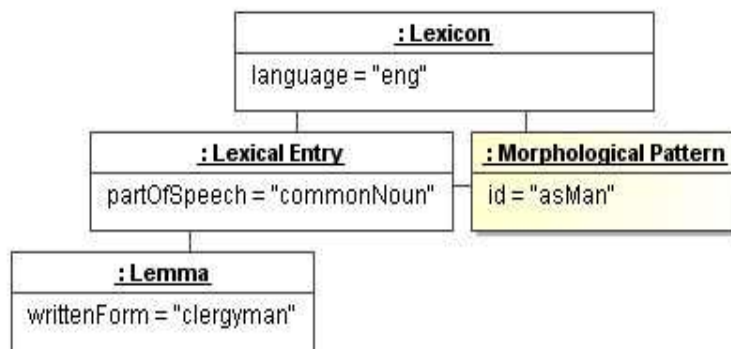 : Lexicon
language = "eng"
: Lexical Entry
partOfSpeech = "commonNoun"
: Morphological Pattern
id = "asMan"
: Lemma
writtenForm = "clergyman"